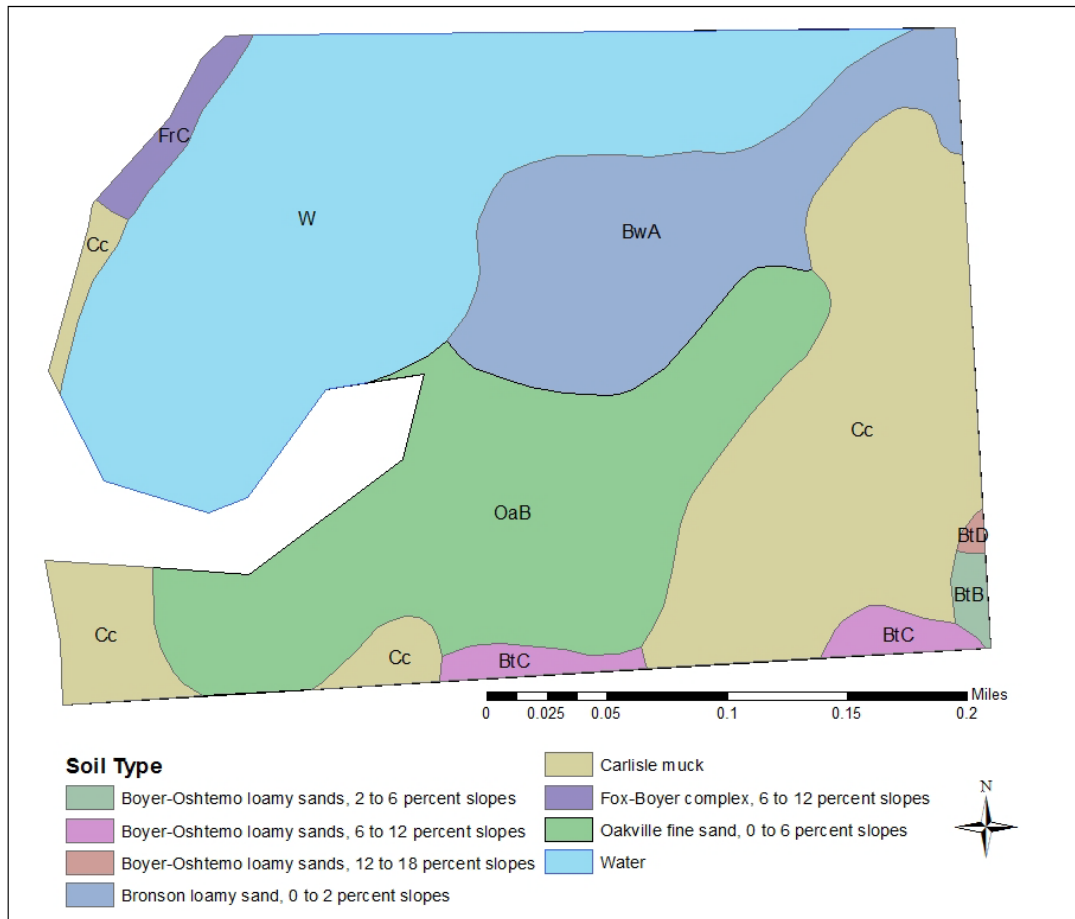 FrC
W
BwA
Cc
Cc
OaB
BtD
BtB
Cc
Cc
BtC
BtC
Miles
0 0.025 0.05 0.1 0.15 0.2
Soil Type
Boyer-Oshtemo loamy sands, 2 to 6 percent slopes
Boyer-Oshtemo loamy sands, 6 to 12 percent slopes
Boyer-Oshtemo loamy sands, 12 to 18 percent slopes
Bronson loamy sand, 0 to 2 percent slopes
Carlisle muck
Fox-Boyer complex, 6 to 12 percent slopes
Oakville fine sand, 0 to 6 percent slopes
Water
N